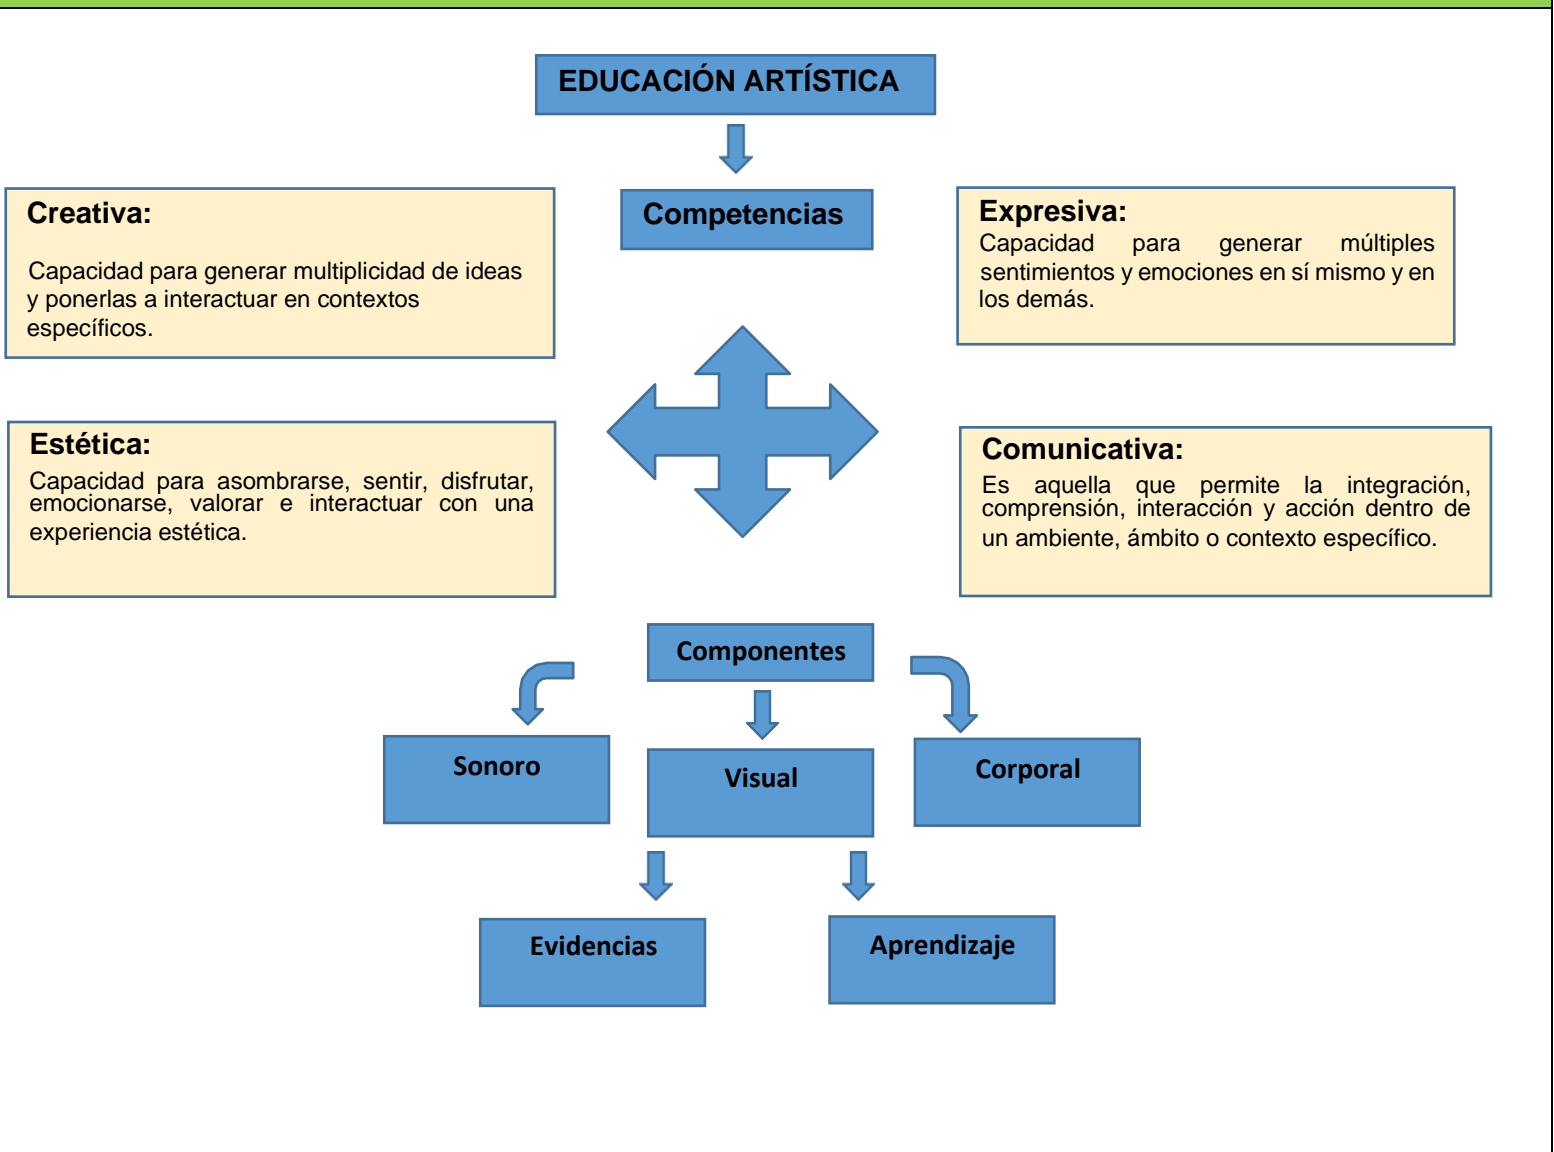 EDUCACIÓN ARTÍSTICA
Competencias
Creativa:
Capacidad para generar multiplicidad de ideas
y ponerlas a interactuar en contextos
específicos.
Expresiva:
Capacidad para generar múltiples
sentimientos y emociones en sí mismo y en
los demás.
Estética:
Capacidad para asombrarse, sentir, disfrutar,
emocionarse, valorar e interactuar con una
experiencia estética.
Comunicativa:
Es aquella que permite la integración,
comprensión, interacción y acción dentro de
un ambiente, ámbito o contexto específico.
Componentes
Sonoro
Visual
Corporal
Evidencias
Aprendizaje